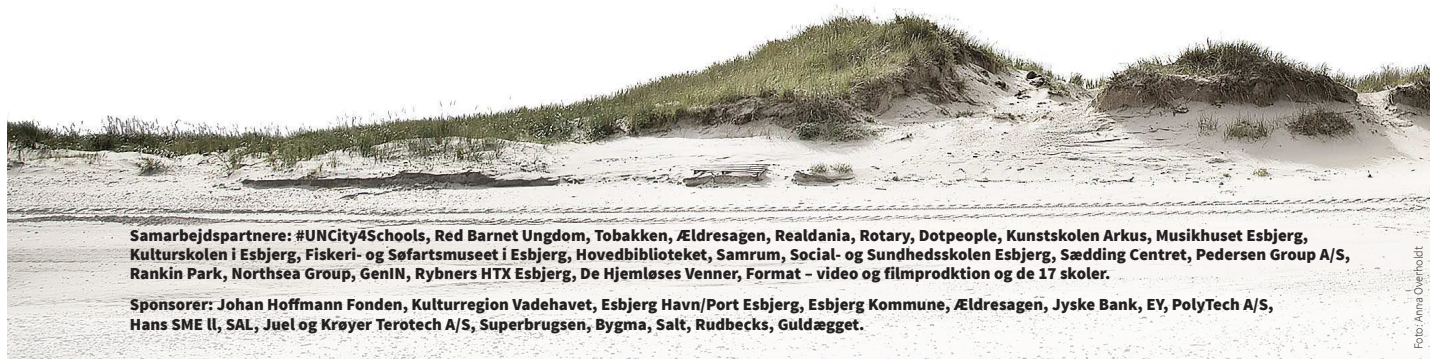 Samarbejdspartnere: #UNCity4Schools, Red Barnet Ungdom, Tobakken, Ældresagen, Realdania, Rotary, Dotpeople, Kunstskolen Arkus, Musikhuset Esbjerg,
Kulturskolen i Esbjerg, Fiskeri- og Søfartsmuseet i Esbjerg, Hovedbiblioteket, Samrum, Social- og Sundhedsskolen Esbjerg, Sædding Centret, Pedersen Group A/S,
Rankin Park, Northsea Group, GenIN, Rybners HTX Esbjerg, De Hjemløses Venner, Format – video og filmprodktion og de 17 skoler.
Sponsorer: Johan Hoffmann Fonden, Kulturregion Vadehavet, Esbjerg Havn/Port Esbjerg, Esbjerg Kommune, Ældresagen, Jyske Bank, EY, PolyTech A/S,
Hans SME ll, SAL, Juel og Krøyer Terotech A/S, Superbrugsen, Bygma, Salt, Rudbecks, Guldægget.
Foto: Anna Overholdt